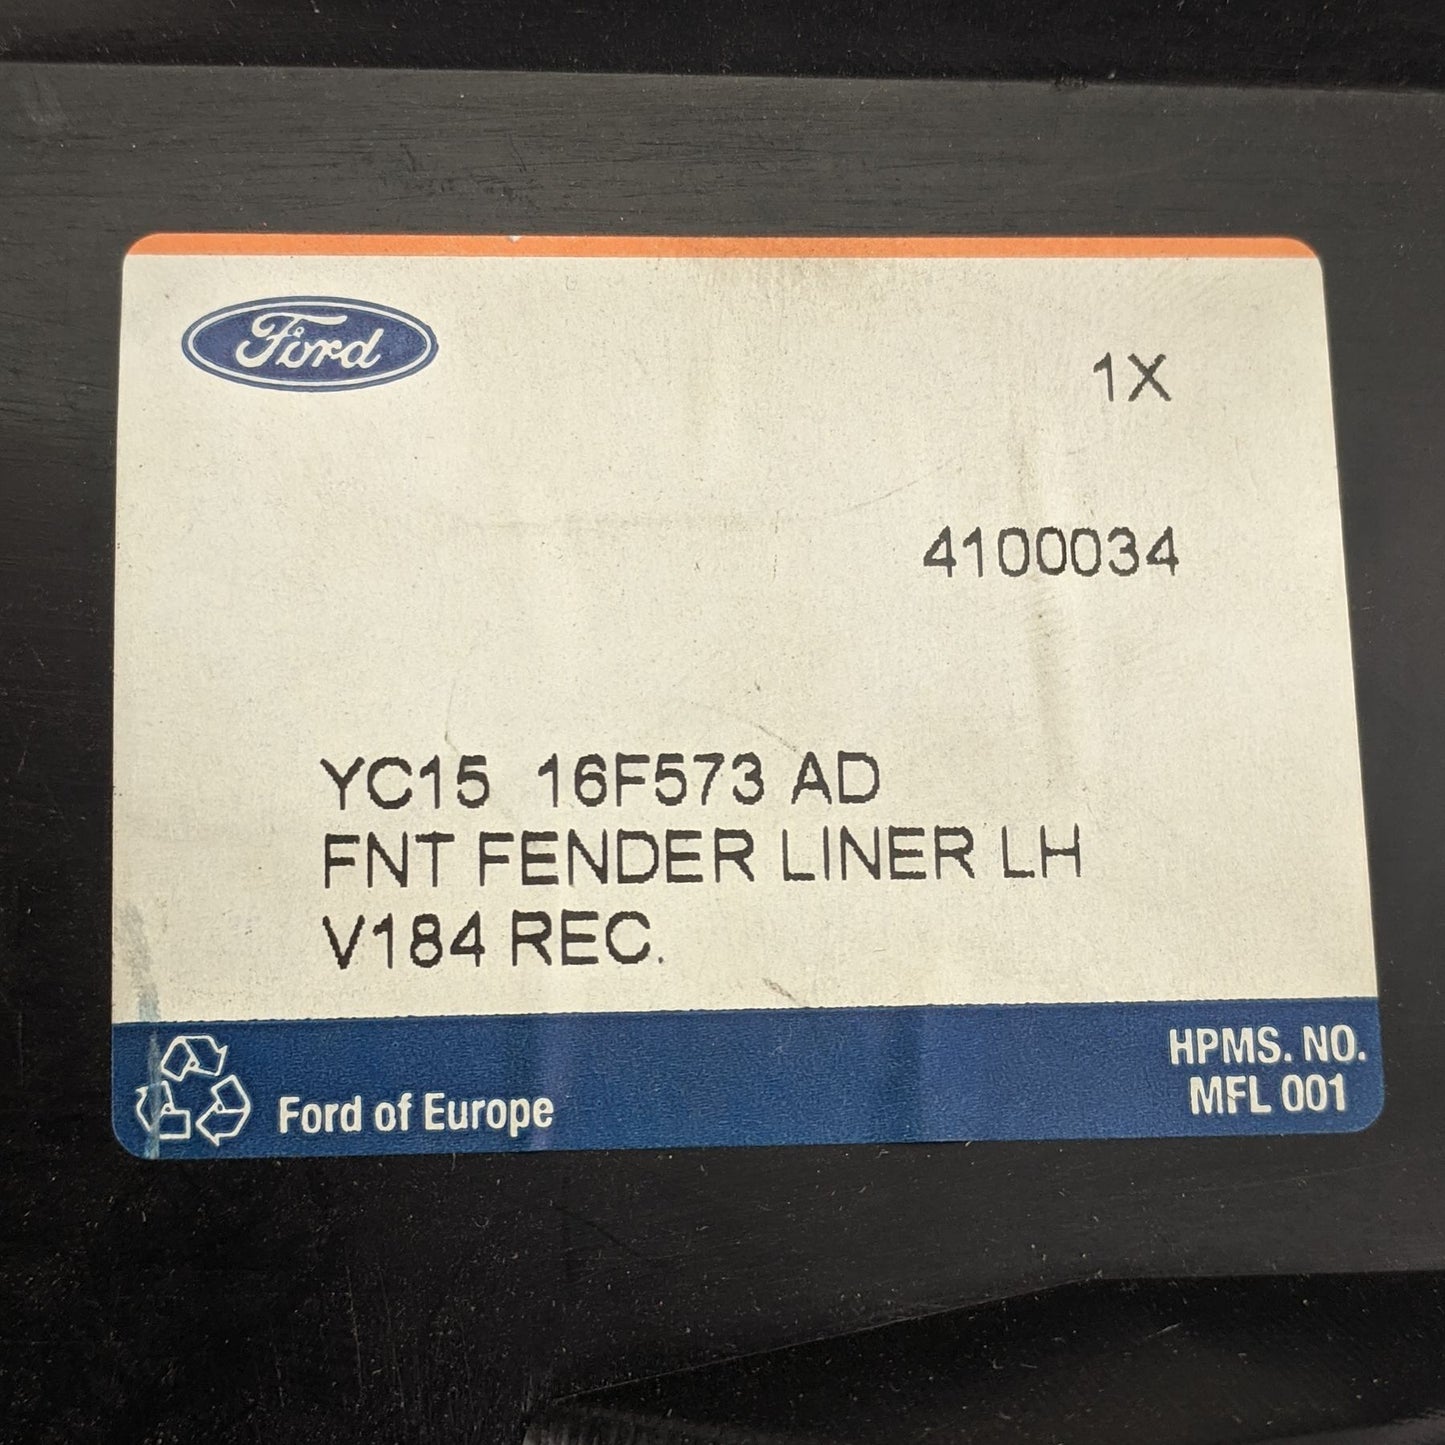 Ford
1X
4100034
YC15 16F573 AD
FNT FENDER LINER LH
V184 REC.
Ford of Europe
HPMS. NO.
MFL 001